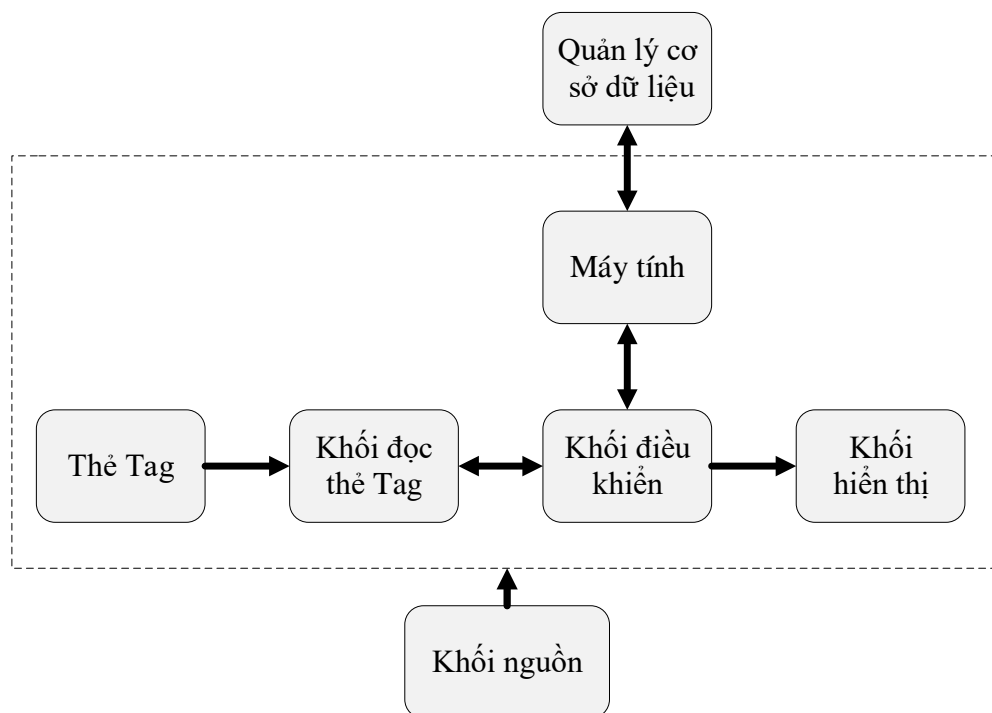 Quản lý cơ
sở dữ liệu
Máy tính
Thẻ Tag
Khối đọc
thẻ Tag
Khối điều
khiển
Khối
hiển thị
Khối nguồn